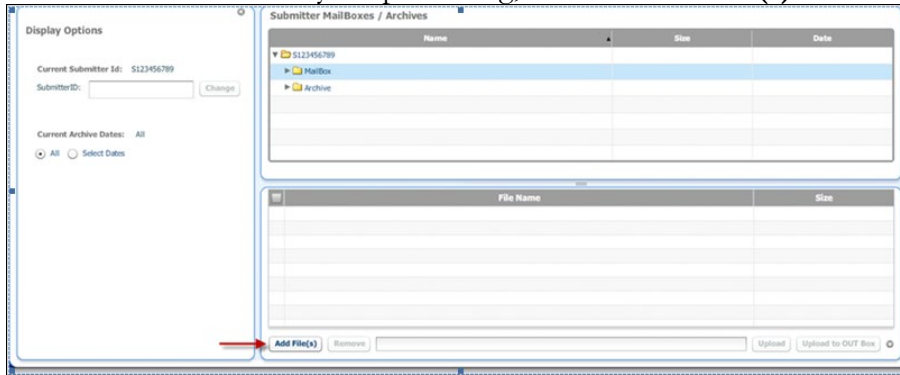 Submitter MailBoxes / Archives
Display Options
Name Size Date
S123456789
Current Submitter Id: S123456789
MailBox
SubmitterID: Change
Archive
Current Archive Dates: All
All Select Dates
File Name Size
Add File(s) Remove Upload Upload to OUT Box